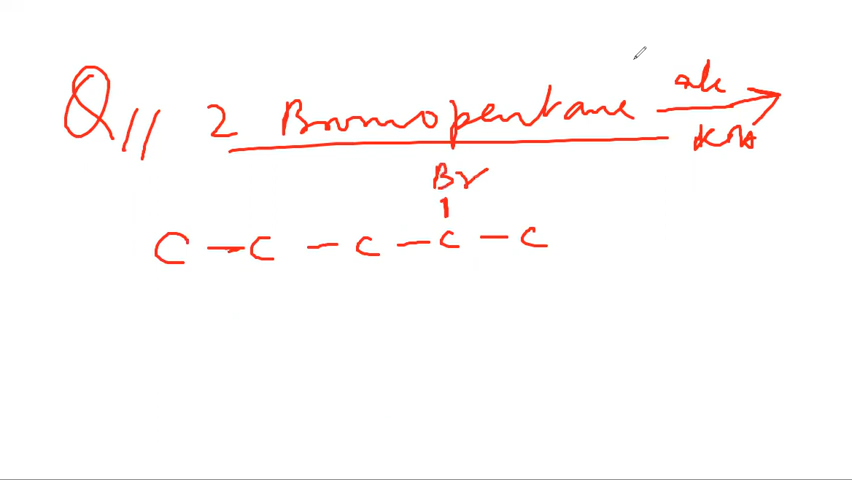 Q// 2 Bromopentane alc
KOH
Br
C - C - C - C - C